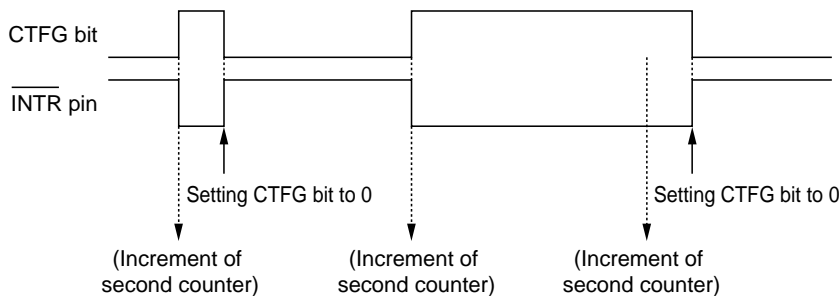 CTFG bit
INTR pin
Setting CTFG bit to 0
Setting CTFG bit to 0
(Increment of
second counter)
(Increment of
second counter)
(Increment of
second counter)